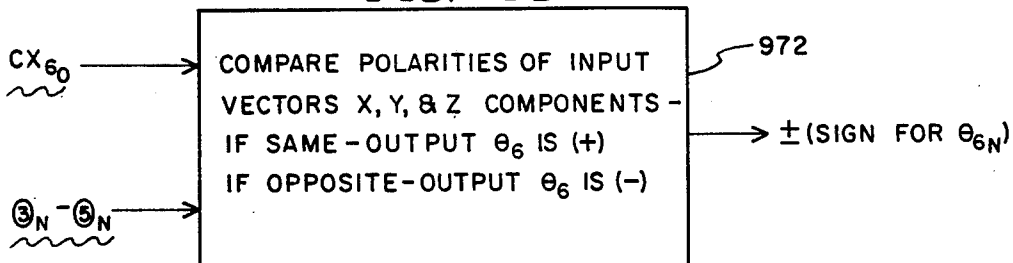 CX₆₀
COMPARE POLARITIES OF INPUT
VECTORS X, Y, & Z COMPONENTS -
IF SAME-OUTPUT θ₆ IS (+)
IF OPPOSITE-OUTPUT θ₆ IS (-)
972
± (SIGN FOR θ₆N)
③N - ⑤N